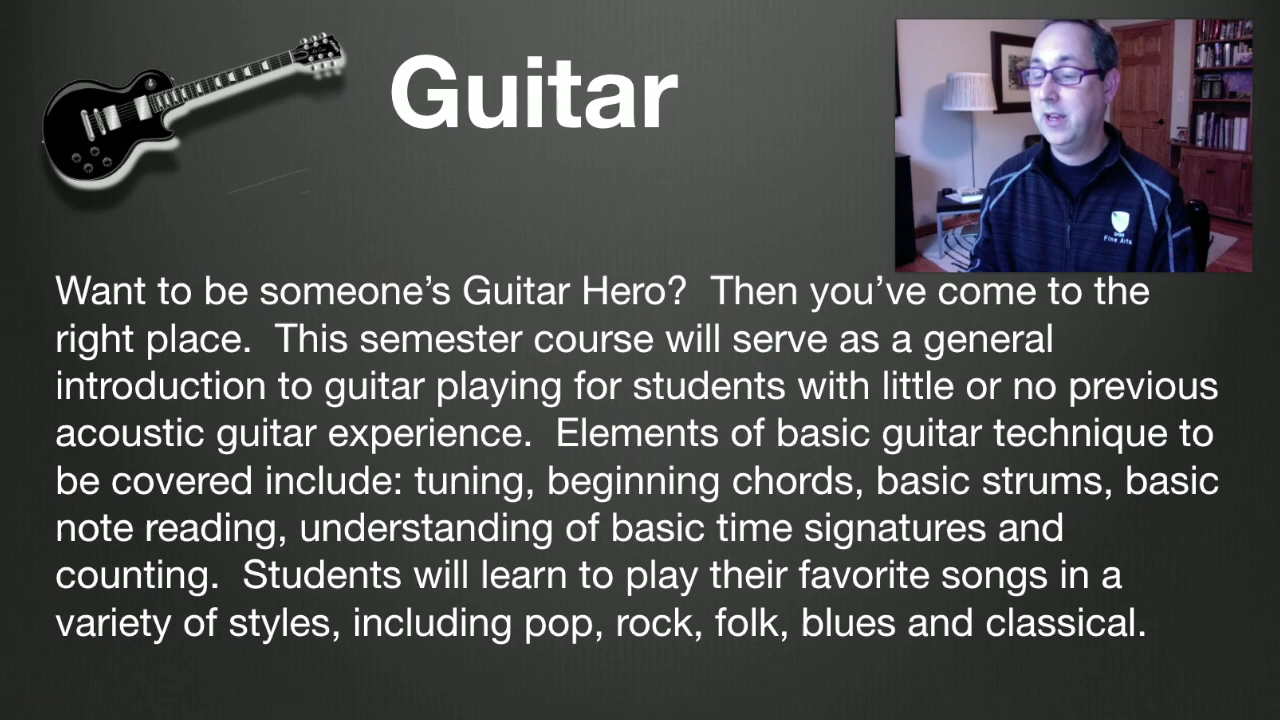 Guitar
Fine Arts
Want to be someone's Guitar Hero?  Then you've come to the
right place.  This semester course will serve as a general
introduction to guitar playing for students with little or no previous
acoustic guitar experience.  Elements of basic guitar technique to
be covered include: tuning, beginning chords, basic strums, basic
note reading, understanding of basic time signatures and
counting.  Students will learn to play their favorite songs in a
variety of styles, including pop, rock, folk, blues and classical.